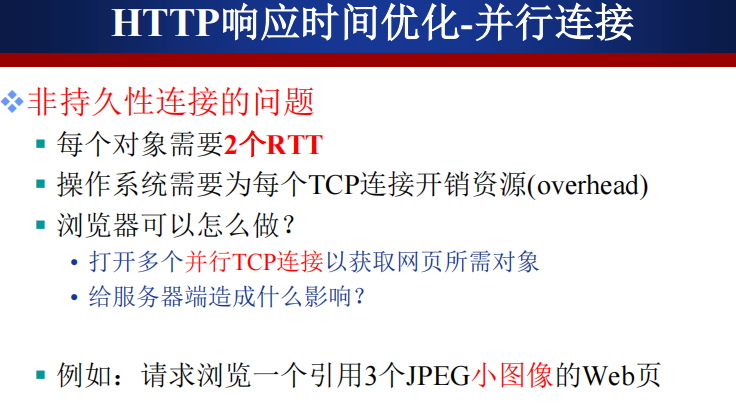 HTTP响应时间优化-并行连接
非持久性连接的问题
每个对象需要2个RTT
操作系统需要为每个TCP连接开销资源(overhead)
浏览器可以怎么做？
• 打开多个并行TCP连接以获取网页所需对象
• 给服务器端造成什么影响？
例如：请求浏览一个引用3个JPEG小图像的Web页